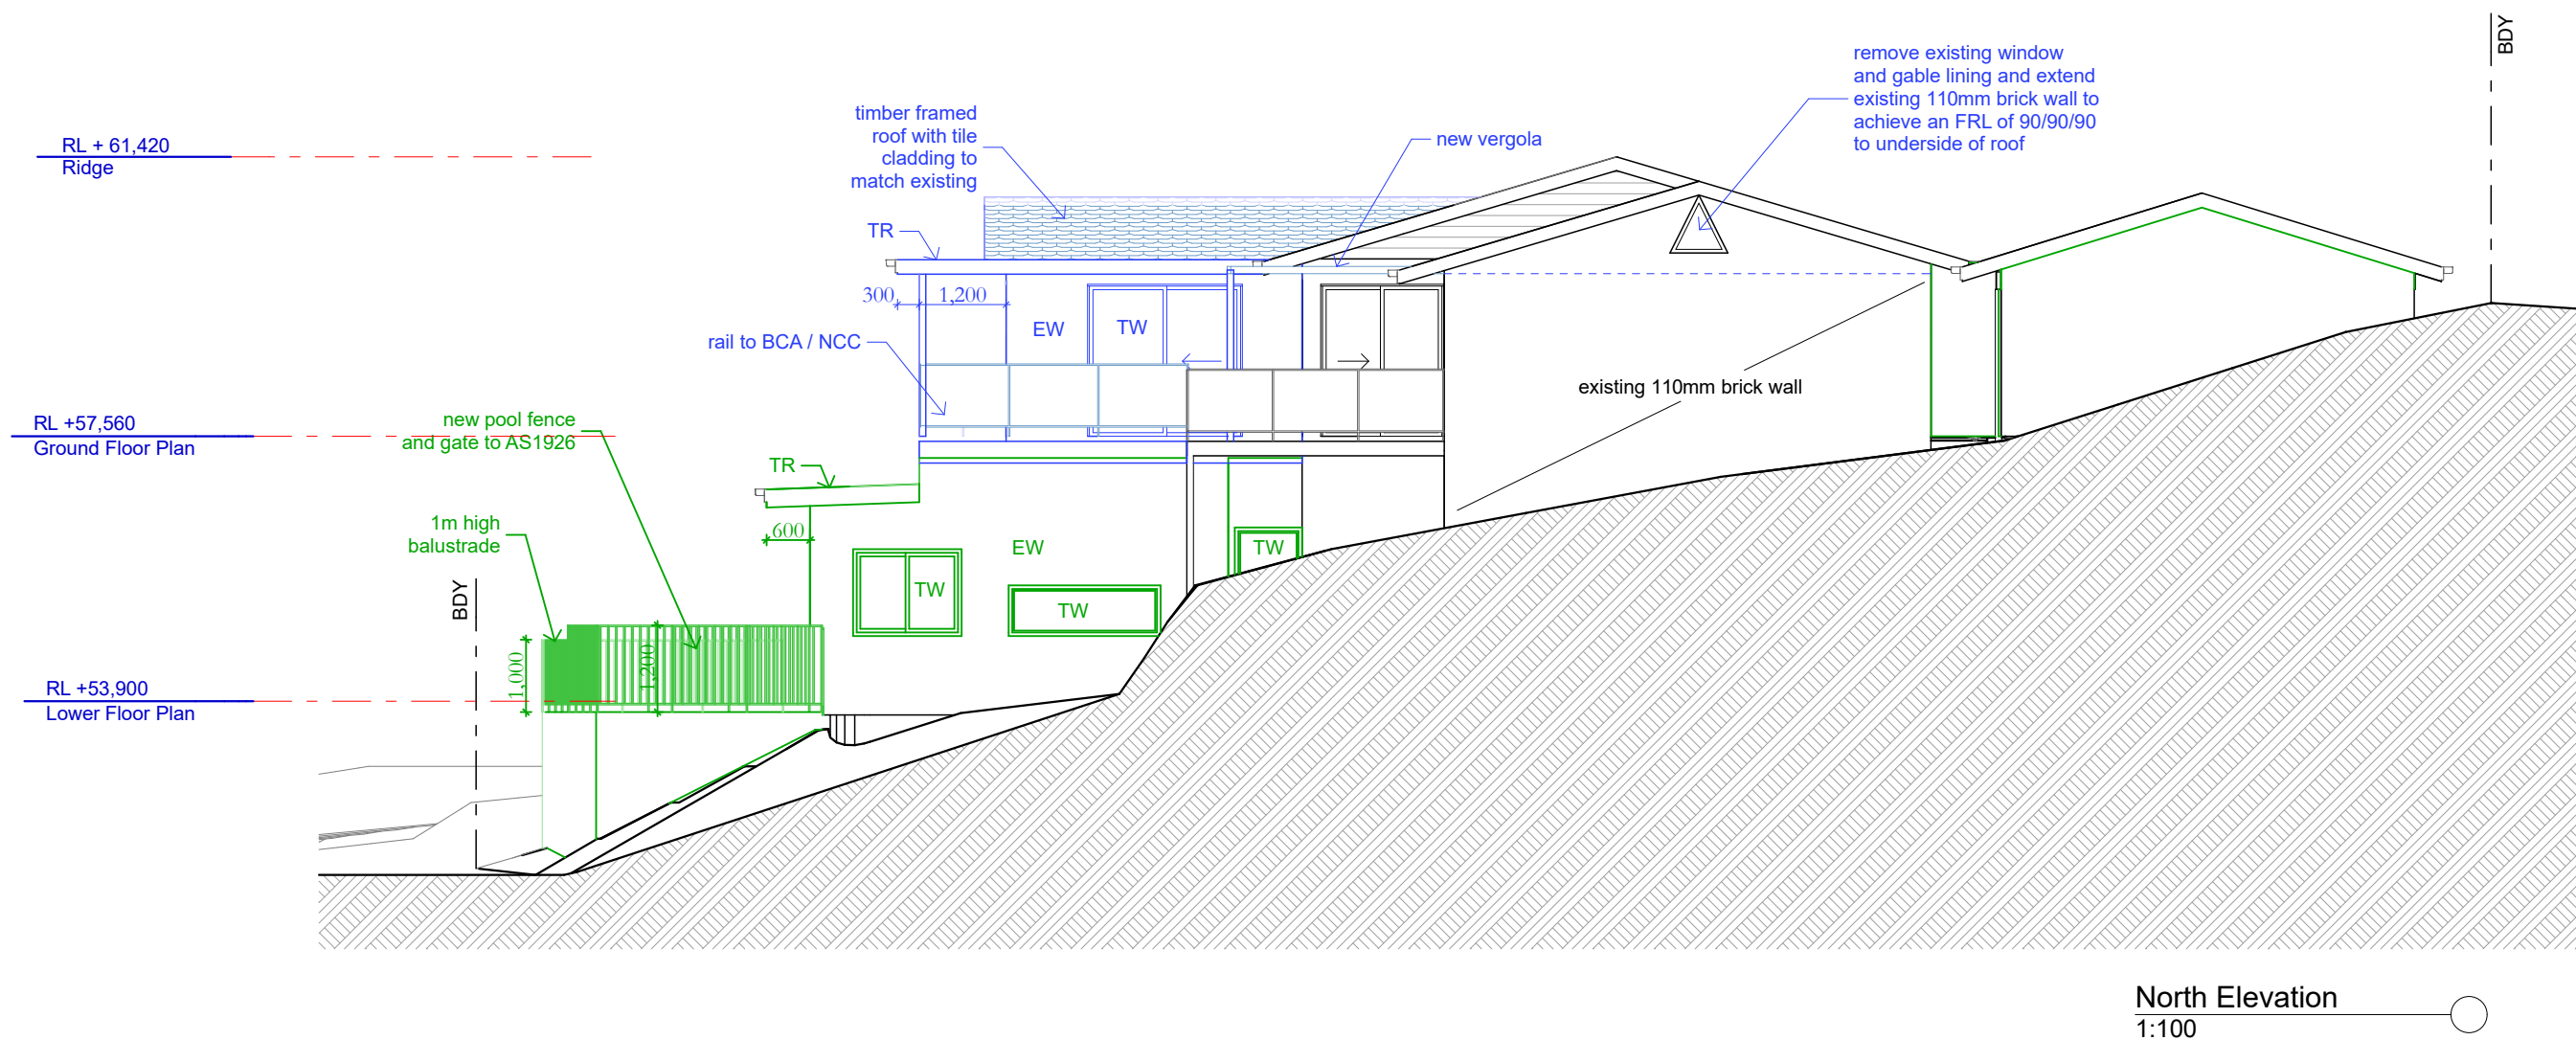 BDY
remove existing window
and gable lining and extend
existing 110mm brick wall to
achieve an FRL of 90/90/90
to underside of roof
timber framed
roof with tile
cladding to
match existing
new vergola
RL + 61,420
Ridge
TR
300
1,200
EW
TW
rail to BCA / NCC
existing 110mm brick wall
RL +57,560
Ground Floor Plan
new pool fence
and gate to AS1926
TR
1m high
balustrade
600
EW
TW
TW
TW
BDY
1,000
1,200
RL +53,900
Lower Floor Plan
North Elevation
1:100